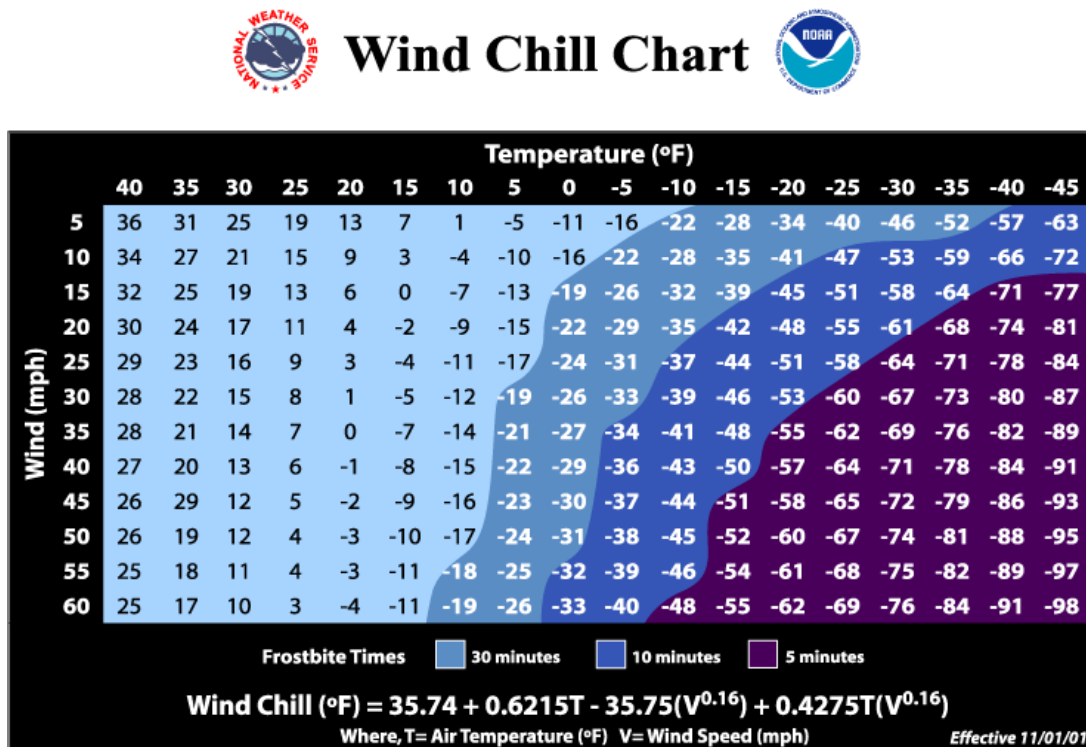 NATIONAL WEATHER SERVICE
Wind Chill Chart
NOAA
NATIONAL OCEANIC AND ATMOSPHERIC ADMINISTRATION
U.S. DEPARTMENT OF COMMERCE
Temperature (ºF)
40 35 30 25 20 15 10 5 0 -5 -10 -15 -20 -25 -30 -35 -40 -45
Wind (mph)
5 36 31 25 19 13 7 1 -5 -11 -16 -22 -28 -34 -40 -46 -52 -57 -63
10 34 27 21 15 9 3 -4 -10 -16 -22 -28 -35 -41 -47 -53 -59 -66 -72
15 32 25 19 13 6 0 -7 -13 -19 -26 -32 -39 -45 -51 -58 -64 -71 -77
20 30 24 17 11 4 -2 -9 -15 -22 -29 -35 -42 -48 -55 -61 -68 -74 -81
25 29 23 16 9 3 -4 -11 -17 -24 -31 -37 -44 -51 -58 -64 -71 -78 -84
30 28 22 15 8 1 -5 -12 -19 -26 -33 -39 -46 -53 -60 -67 -73 -80 -87
35 28 21 14 7 0 -7 -14 -21 -27 -34 -41 -48 -55 -62 -69 -76 -82 -89
40 27 20 13 6 -1 -8 -15 -22 -29 -36 -43 -50 -57 -64 -71 -78 -84 -91
45 26 29 12 5 -2 -9 -16 -23 -30 -37 -44 -51 -58 -65 -72 -79 -86 -93
50 26 19 12 4 -3 -10 -17 -24 -31 -38 -45 -52 -60 -67 -74 -81 -88 -95
55 25 18 11 4 -3 -11 -18 -25 -32 -39 -46 -54 -61 -68 -75 -82 -89 -97
60 25 17 10 3 -4 -11 -19 -26 -33 -40 -48 -55 -62 -69 -76 -84 -91 -98
Frostbite Times 30 minutes 10 minutes 5 minutes
Wind Chill (ºF) = 35.74 + 0.6215T - 35.75(V^0.16) + 0.4275T(V^0.16)
Where, T= Air Temperature (ºF) V= Wind Speed (mph)
Effective 11/01/01